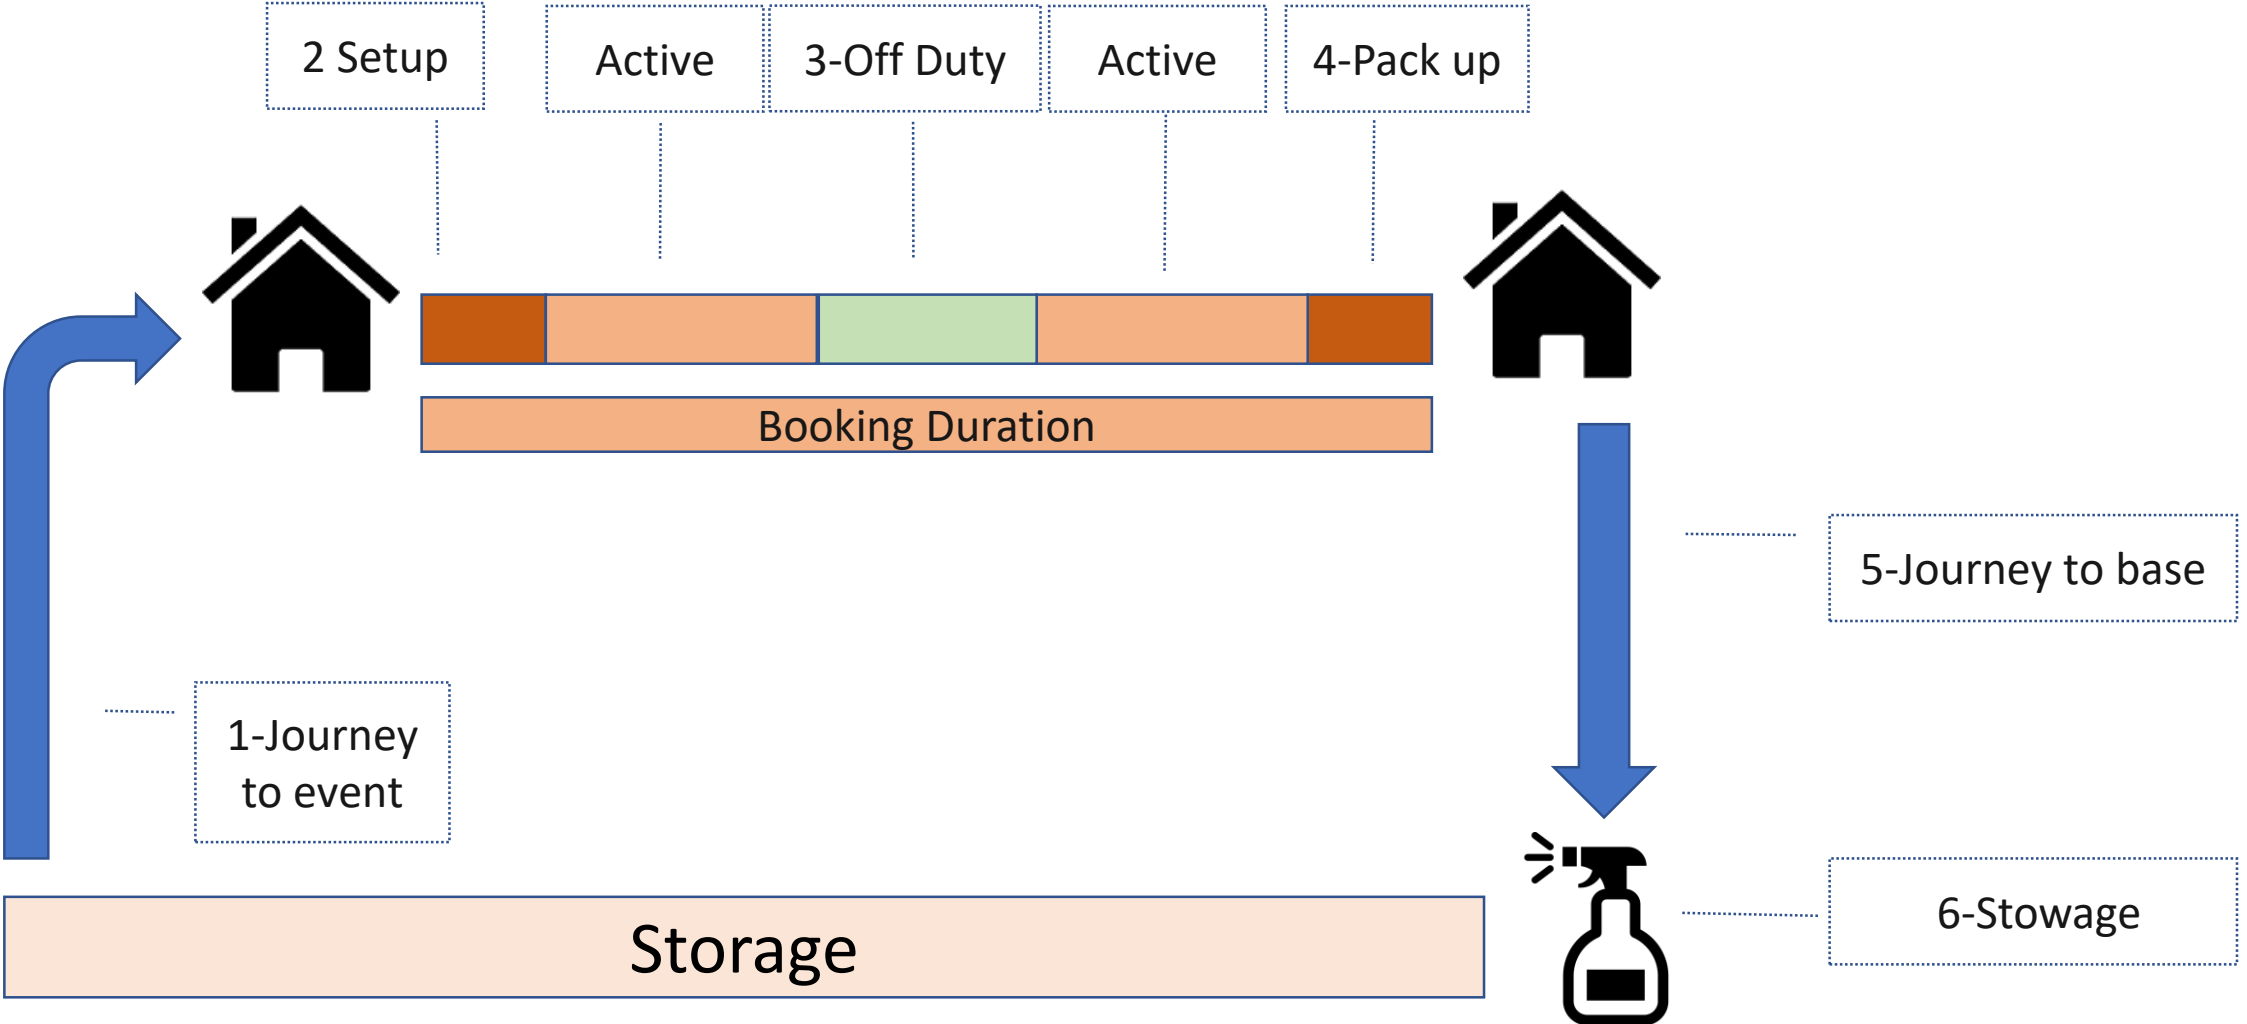 2 Setup
Active
3-Off Duty
Active
4-Pack up
Booking Duration
5-Journey to base
1-Journey
to event
6-Stowage
Storage